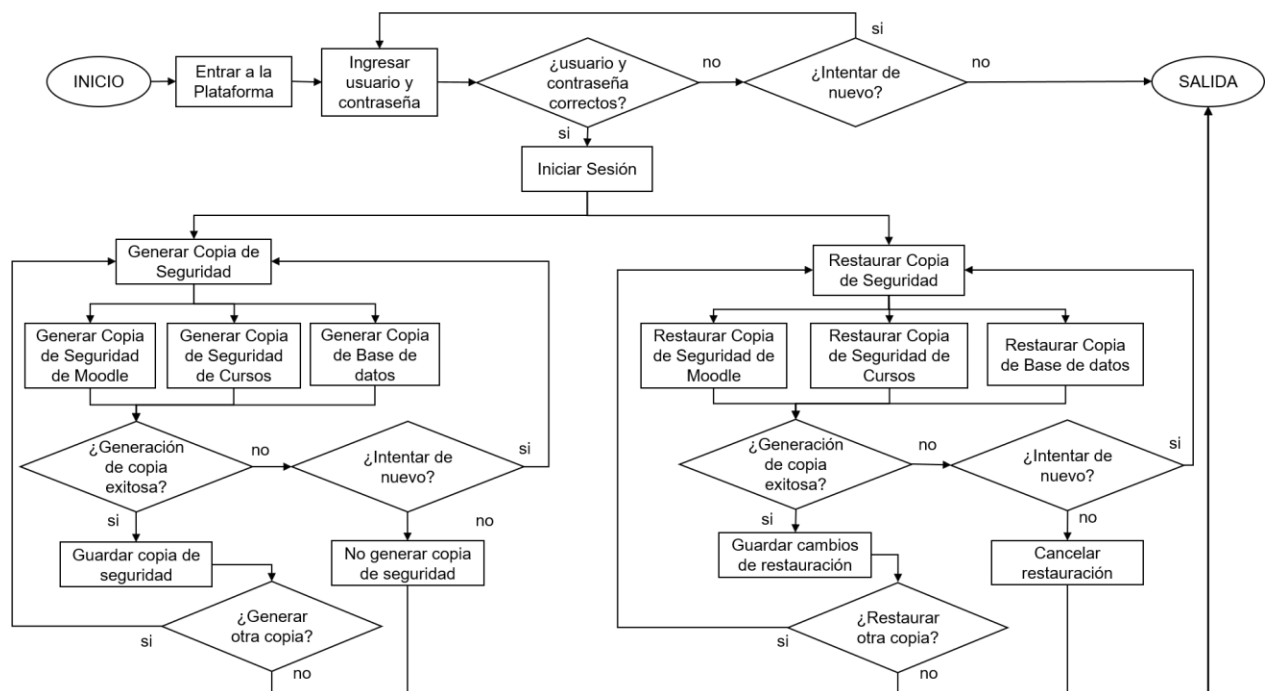 si
INICIO
Entrar a la
Plataforma
Ingresar
usuario y
contraseña
¿usuario y
contraseña
correctos?
no
¿Intentar de
nuevo?
no
SALIDA
si
Iniciar Sesión
Generar Copia de
Seguridad
Generar Copia
de Seguridad
de Moodle
Generar Copia
de Seguridad
de Cursos
Generar Copia
de Base de
datos
¿Generación
de copia
exitosa?
no
¿Intentar de
nuevo?
si
si
no
Guardar copia de
seguridad
No generar copia
de seguridad
¿Generar
otra copia?
si
no
Restaurar Copia
de Seguridad
Restaurar Copia
de Seguridad de
Moodle
Restaurar Copia
de Seguridad de
Cursos
Restaurar Copia
de Base de datos
¿Generación
de copia
exitosa?
no
¿Intentar de
nuevo?
si
si
no
Guardar cambios
de restauración
Cancelar
restauración
¿Restaurar
otra copia?
si
no